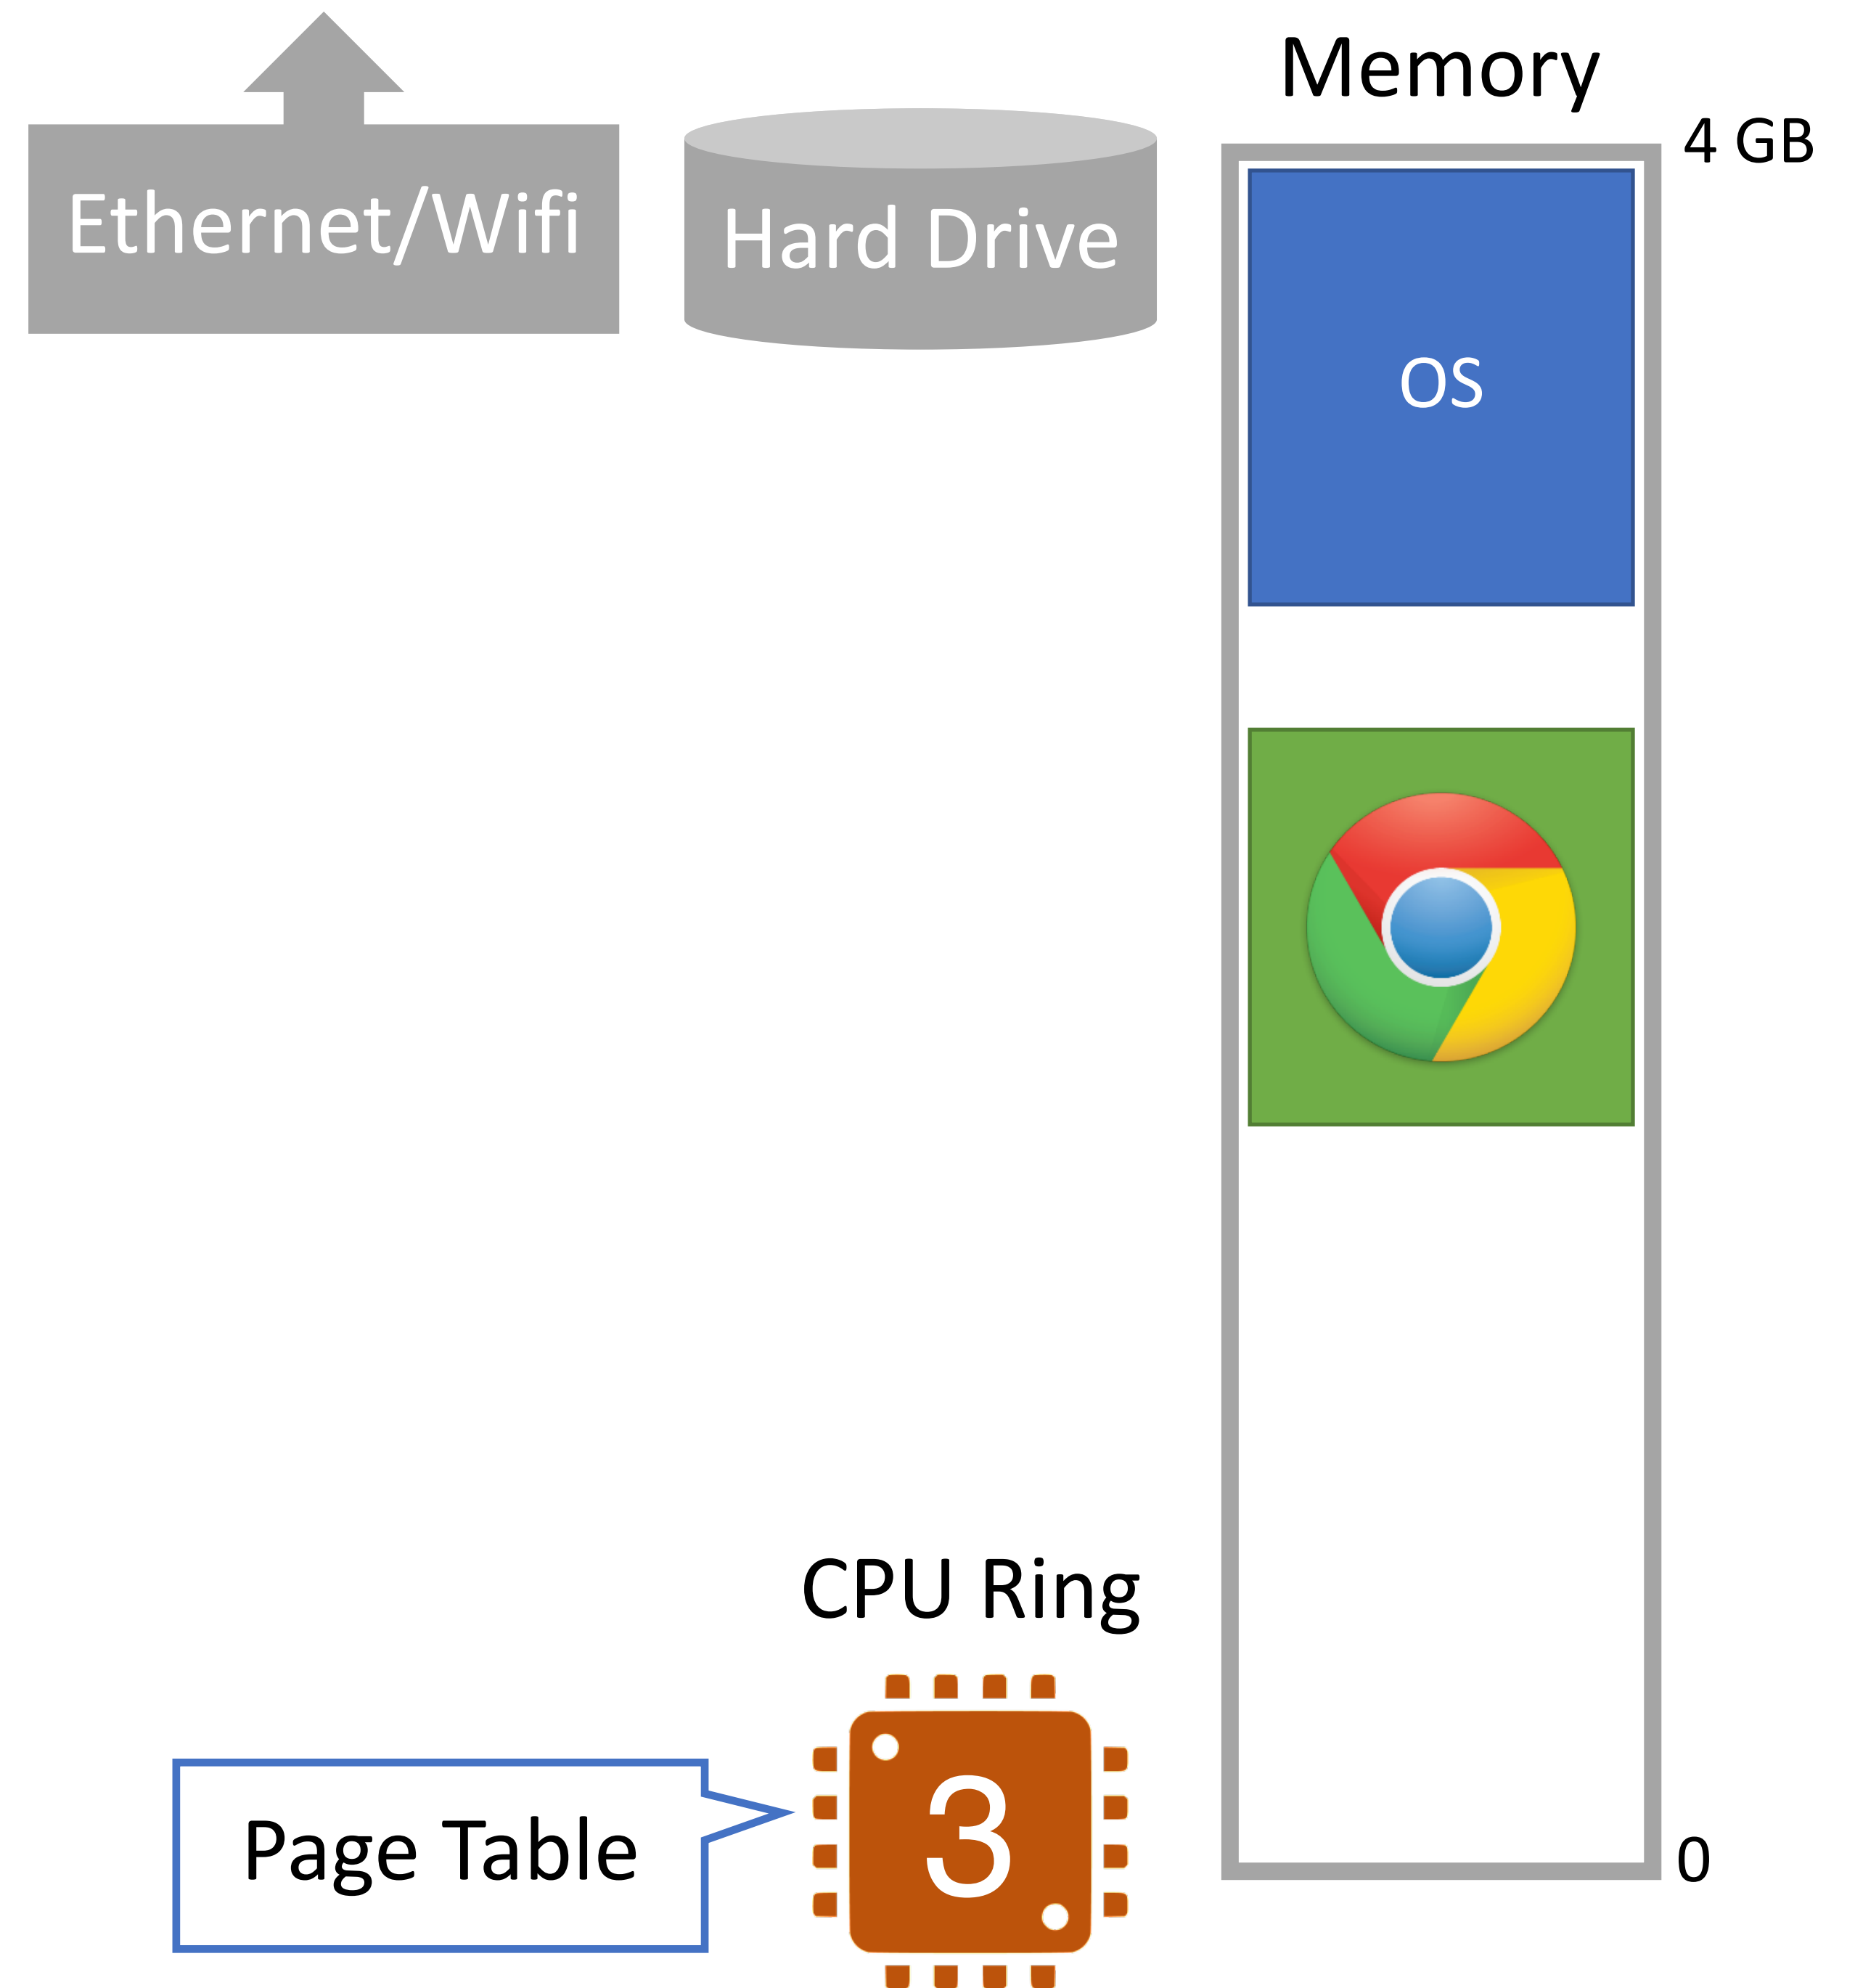 Memory
4 GB
Ethernet/Wifi
Hard Drive
OS
CPU Ring
Page Table
3
0